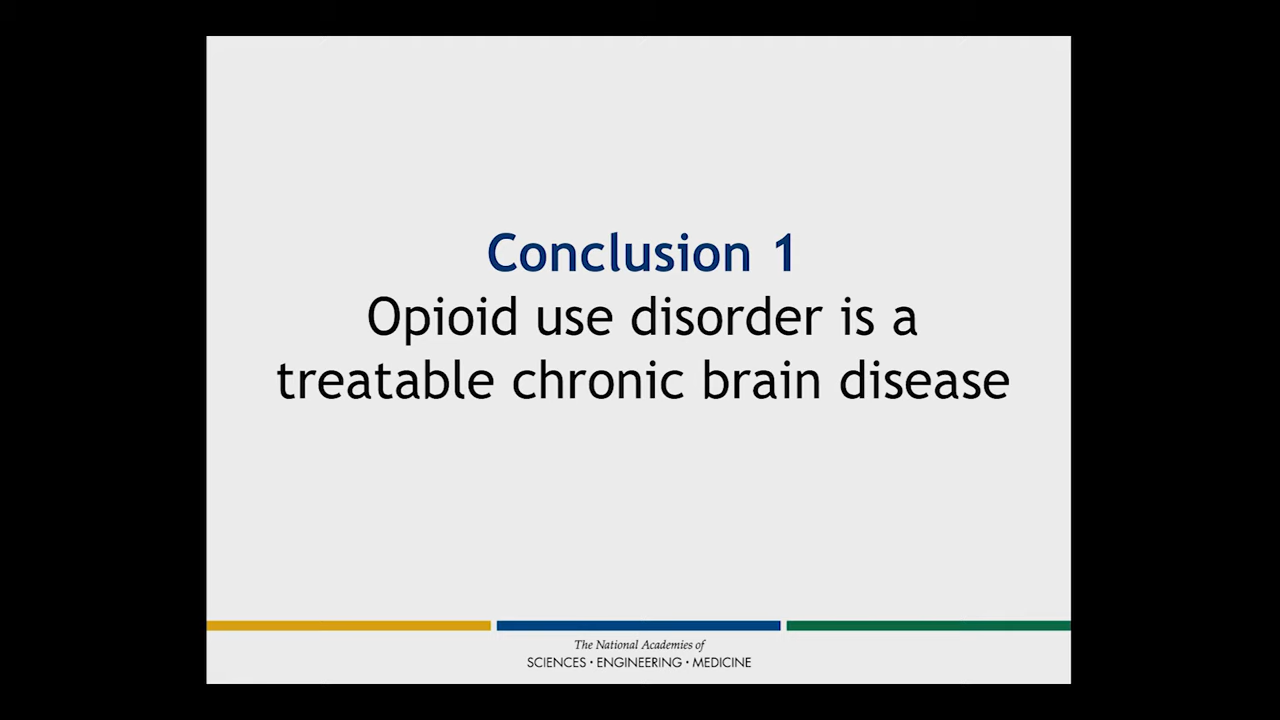 Conclusion 1
Opioid use disorder is a
treatable chronic brain disease
The National Academies of
SCIENCES · ENGINEERING · MEDICINE